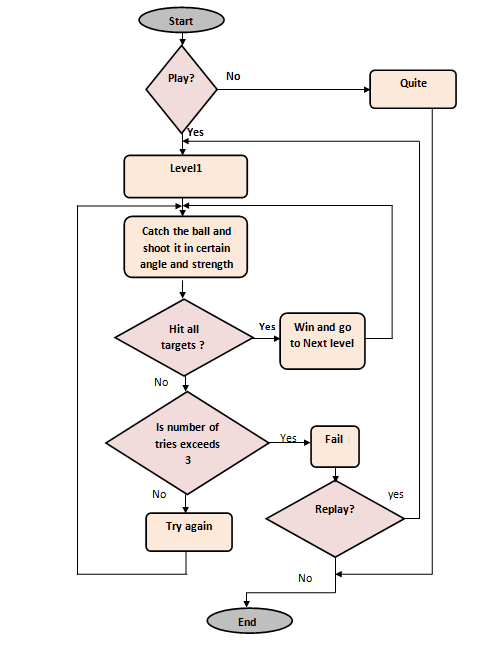 Start
Play?
No
Quite
Yes
Level1
Catch the ball and
shoot it in certain
angle and strength
Hit all
targets ?
Yes
Win and go
to Next level
No
Is number of
tries exceeds
3
Yes
Fail
No
Try again
Replay?
yes
No
End